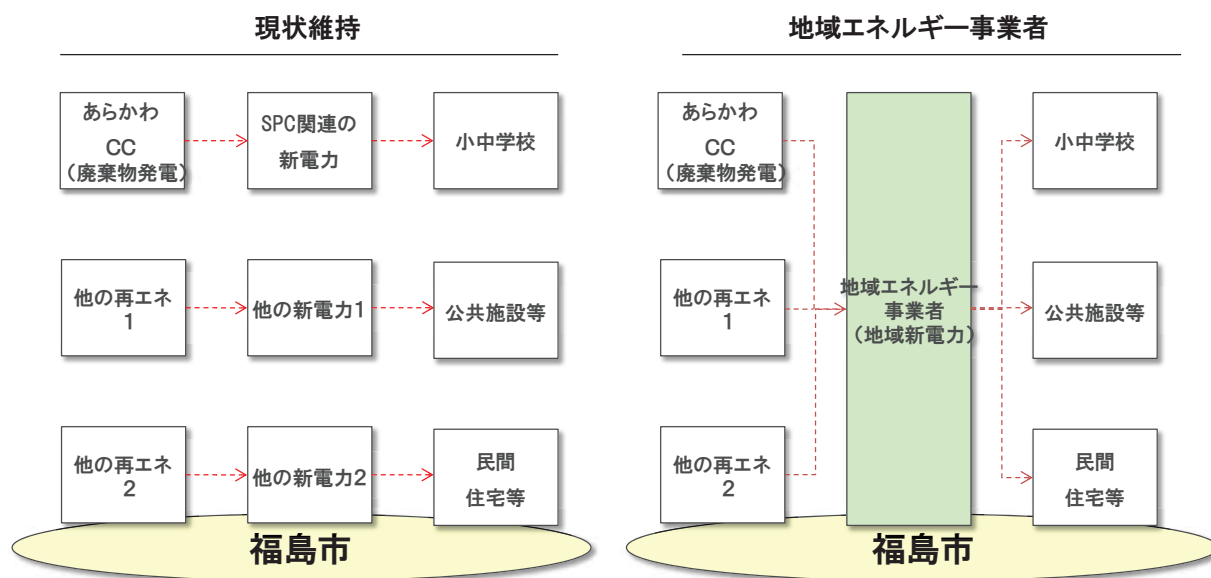 現状維持
あらかわ
CC
（廃棄物発電）
SPC関連の
新電力
小中学校
他の再エネ
1
他の新電力1
公共施設等
他の再エネ
2
他の新電力2
民間
住宅等
福島市
地域エネルギー事業者
あらかわ
CC
（廃棄物発電）
他の再エネ
1
他の再エネ
2
地域エネルギー
事業者
（地域新電力）
小中学校
公共施設等
民間
住宅等
福島市